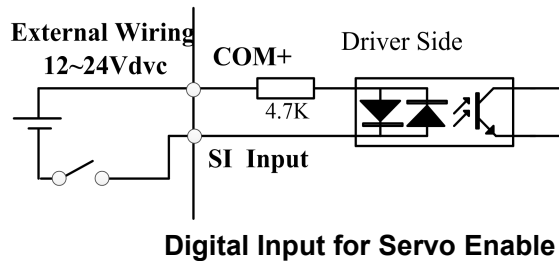 External Wiring
12~24Vdvc
COM+
Driver Side
4.7K
SI Input
Digital Input for Servo Enable